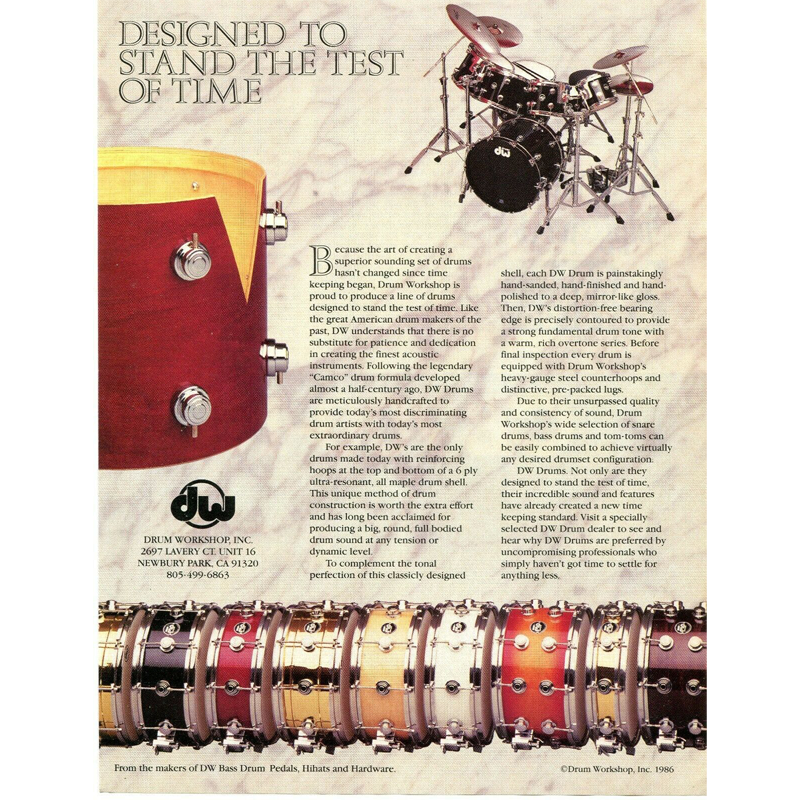 DESIGNED TO
STAND THE TEST
OF TIME
dw
Because the art of creating a
superior sounding set of drums
hasn't changed since time
keeping began, Drum Workshop is
proud to produce a line of drums
designed to stand the test of time. Like
the great American drum makers of the
past, DW understands that there is no
substitute for patience and dedication
in creating the finest acoustic
instruments. Following the legendary
"Camco" drum formula developed
almost a half-century ago, DW Drums
are meticulously handcrafted to
provide today's most discriminating
drum artists with today's most
extraordinary drums.
For example, DW's are the only
drums made today with reinforcing
hoops at the top and bottom of a 6 ply
ultra-resonant, all maple drum shell.
This unique method of drum
construction is worth the extra effort
and has long been acclaimed for
producing a big, round, full bodied
drum sound at any tension or
dynamic level.
To complement the tonal
perfection of this classicly designed
shell, each DW Drum is painstakingly
hand-sanded, hand-finished and hand-
polished to a deep, mirror-like gloss.
Then, DW's distortion-free bearing
edge is precisely contoured to provide
a strong fundamental drum tone with
a warm, rich overtone series. Before
final inspection every drum is
equipped with Drum Workshop's
heavy-gauge steel counterhoops and
distinctive, pre-packed lugs.
Due to their unsurpassed quality
and consistency of sound, Drum
Workshop's wide selection of snare
drums, bass drums and tom-toms can
be easily combined to achieve virtually
any desired drumset configuration.
DW Drums. Not only are they
designed to stand the test of time,
their incredible sound and features
have already created a new time
keeping standard. Visit a specially
selected DW Drum dealer to see and
hear why DW Drums are preferred by
uncompromising professionals who
simply haven't got time to settle for
anything less.
dw
DRUM WORKSHOP, INC.
2697 LAVERY CT. UNIT 16
NEWBURY PARK, CA 91320
805-499-6863
From the makers of DW Bass Drum Pedals, Hihats and Hardware.
©Drum Workshop, Inc. 1986